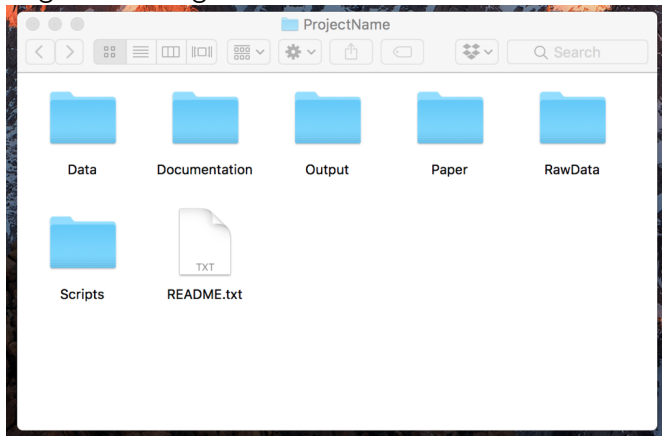 ProjectName
Search
Data Documentation Output Paper RawData
TXT
Scripts README.txt